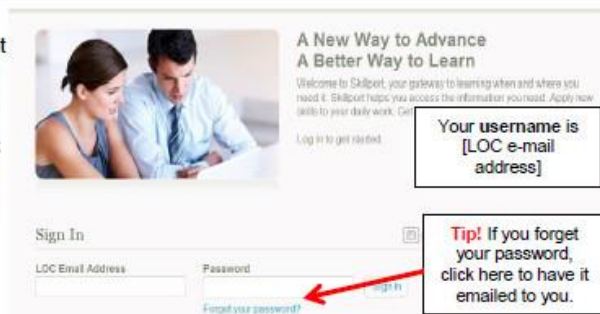 t
A New Way to Advance
A Better Way to Learn
Welcome to Skillport, your gateway to learning when and where you
need it. Skillport helps you access the information you need. Apply new
skills to your daily work. Get
Log in to get started.
Your username is
[LOC e-mail
address]
Sign In
LOC Email Address
Password
Sign In
Forgot your password?
Tip! If you forget
your password,
click here to have it
emailed to you.